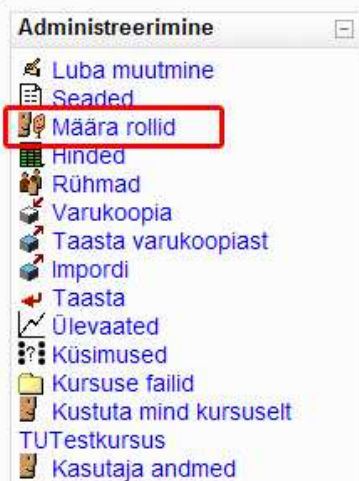 Administreerimine
Luba muutmine
Seaded
Määra rollid
Hinded
Rühmad
Varukoopia
Taasta varukoopiast
Impordi
Taasta
Ülevaated
Küsimused
Kursuse failid
Kustuta mind kursuselt
TUTestkursus
Kasutaja andmed